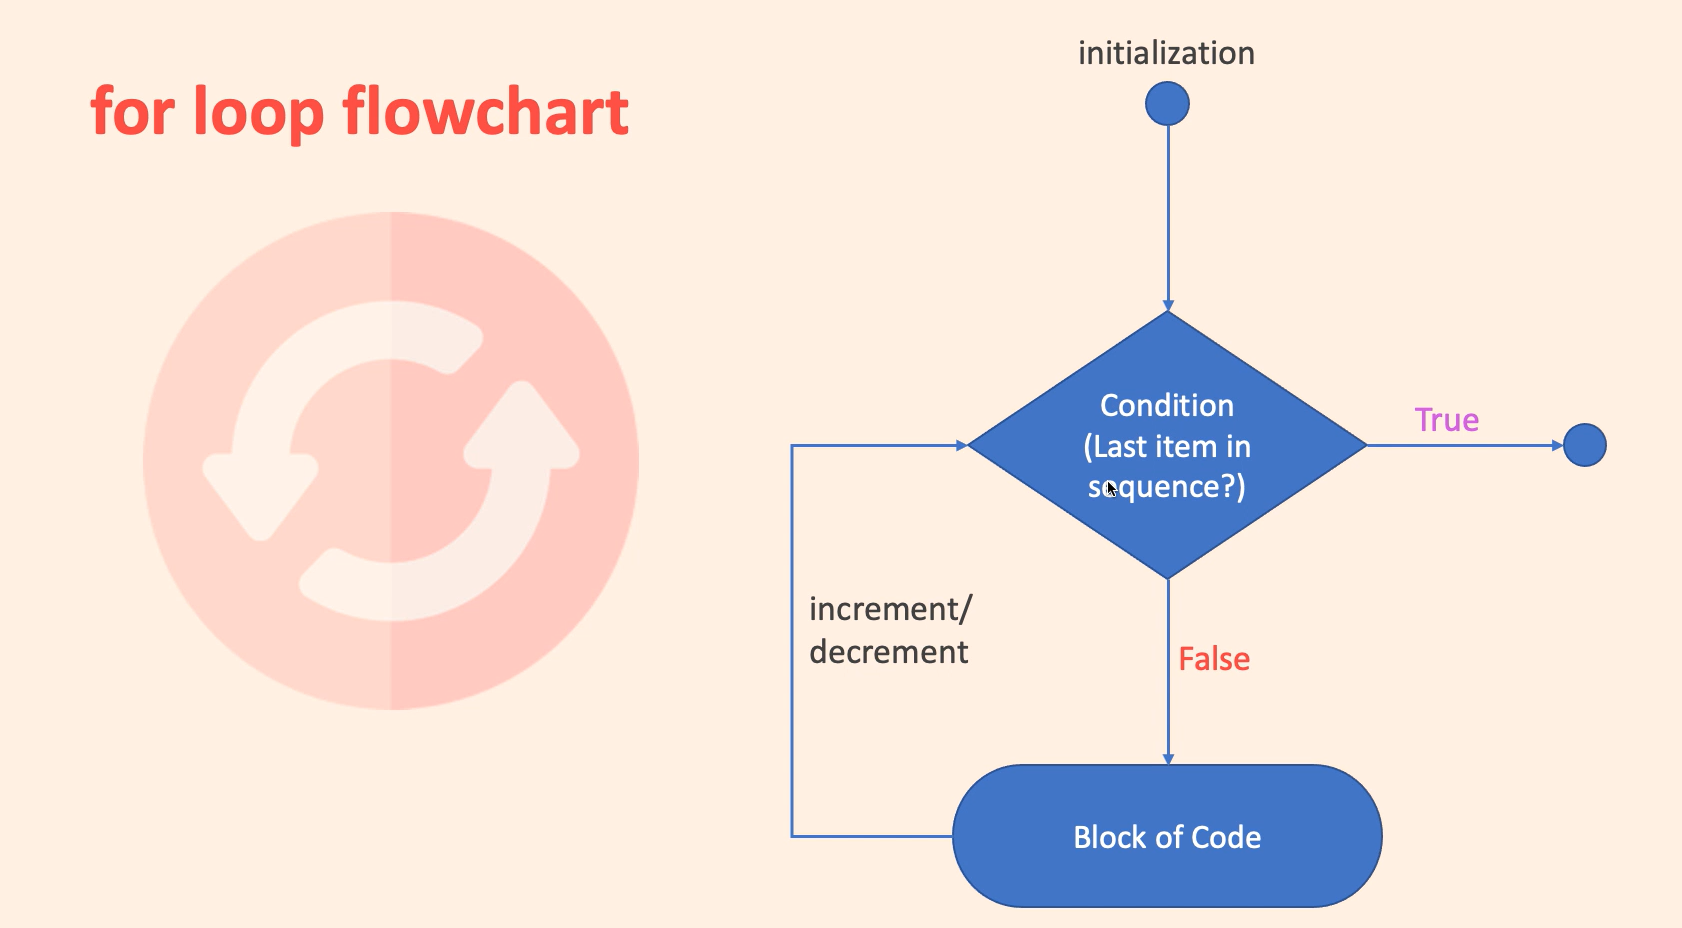 for loop flowchart
initialization
Condition
(Last item in
sequence?)
True
increment/
decrement
False
Block of Code